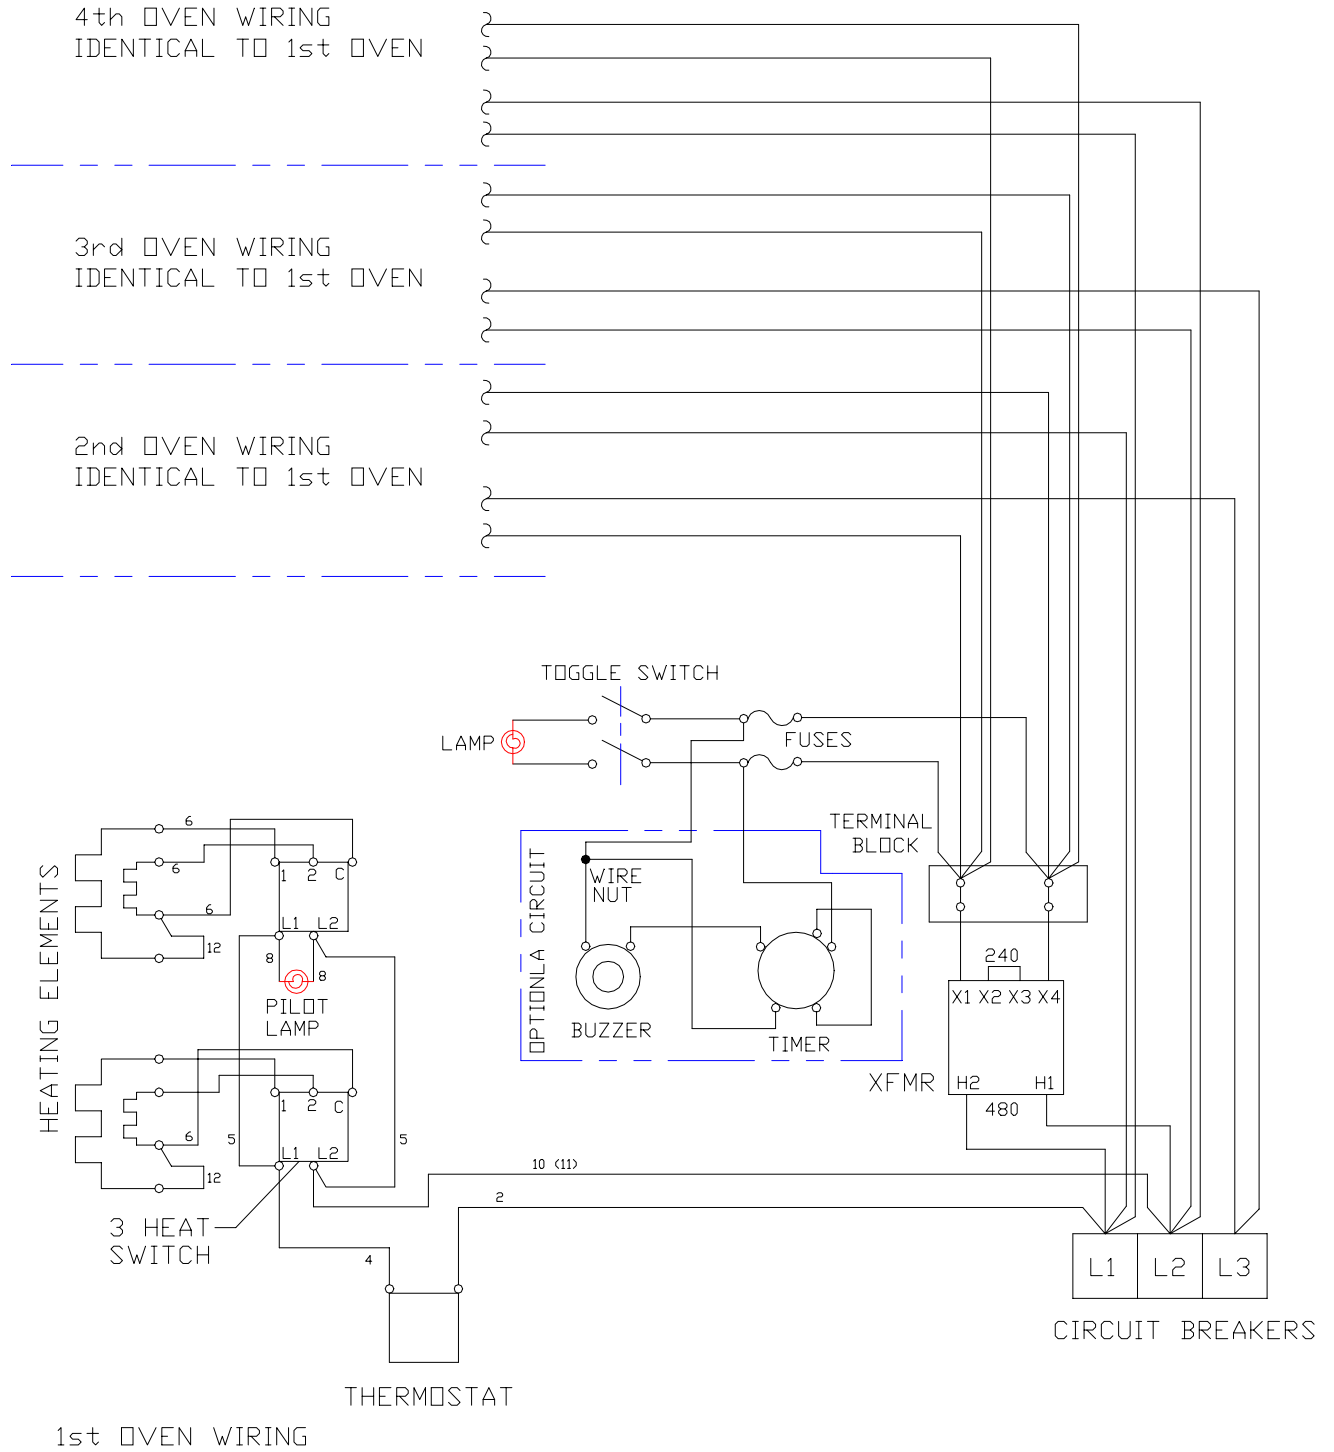 4th OVEN WIRING
IDENTICAL TO 1st OVEN
3rd OVEN WIRING
IDENTICAL TO 1st OVEN
2nd OVEN WIRING
IDENTICAL TO 1st OVEN
TOGGLE SWITCH
LAMP
FUSES
TERMINAL
BLOCK
OPTIONLA CIRCUIT
WIRE
NUT
BUZZER
TIMER
240
X1 X2 X3 X4
H2 H1
XFMR
480
HEATING ELEMENTS
6
6
6
12
1 2 C
L1 L2
8 8
PILOT
LAMP
6
12
1 2 C
L1 L2
5 5
10 (11)
2
3 HEAT
SWITCH
4
L1 L2 L3
CIRCUIT BREAKERS
THERMOSTAT
1st OVEN WIRING